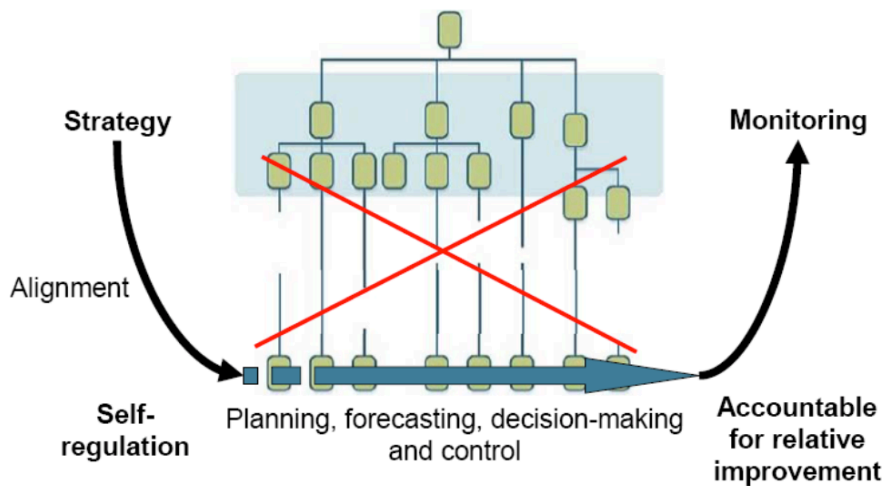 Strategy
Monitoring
Alignment
Self-
regulation
Planning, forecasting, decision-making
and control
Accountable
for relative
improvement